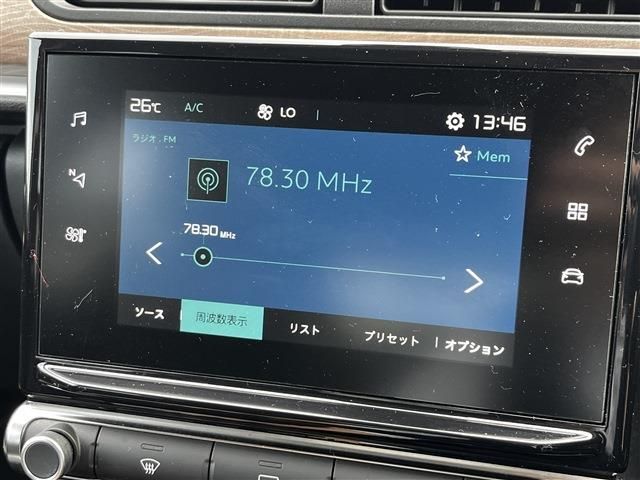 26℃ A/C LO 13:46
ラジオ . FM
Mem
78.30 MHz
78.30 MHz
N
ソース 周波数表示 リスト プリセット オプション